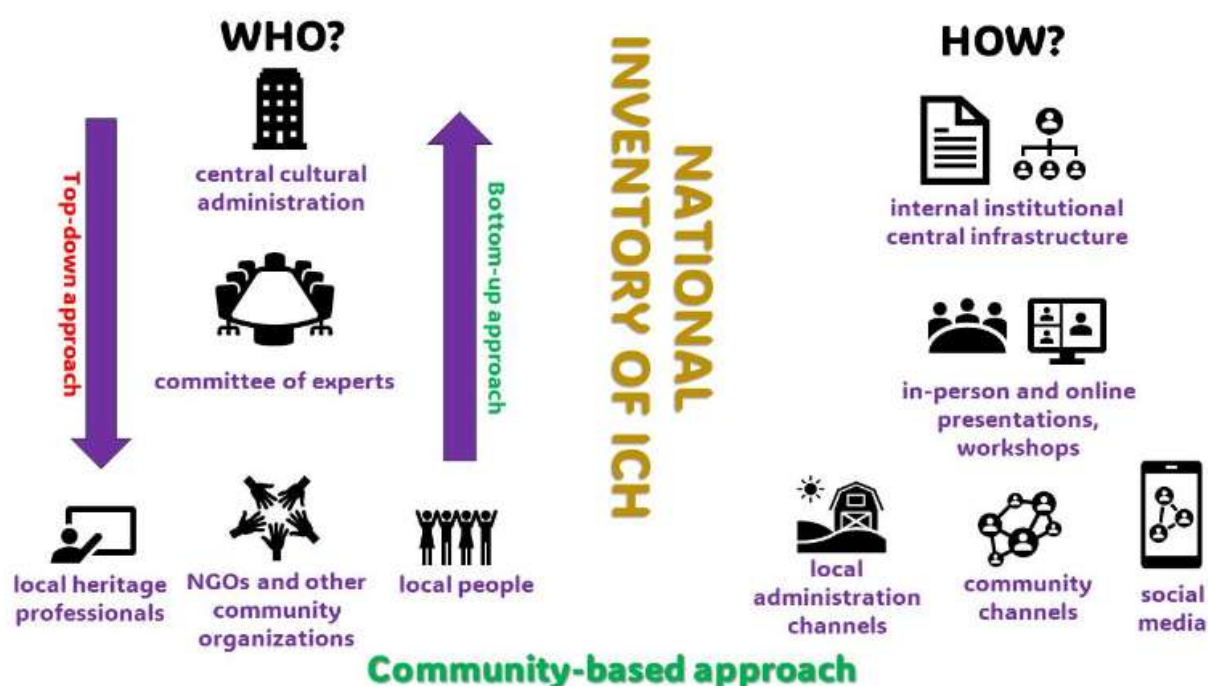 WHO?
central cultural
administration
Top-down approach
Bottom-up approach
committee of experts
local heritage
professionals
NGOs and other
community
organizations
local people
NATIONAL
INVENTORY OF ICH
HOW?
internal institutional
central infrastructure
in-person and online
presentations,
workshops
local
administration
channels
community
channels
social
media
Community-based approach